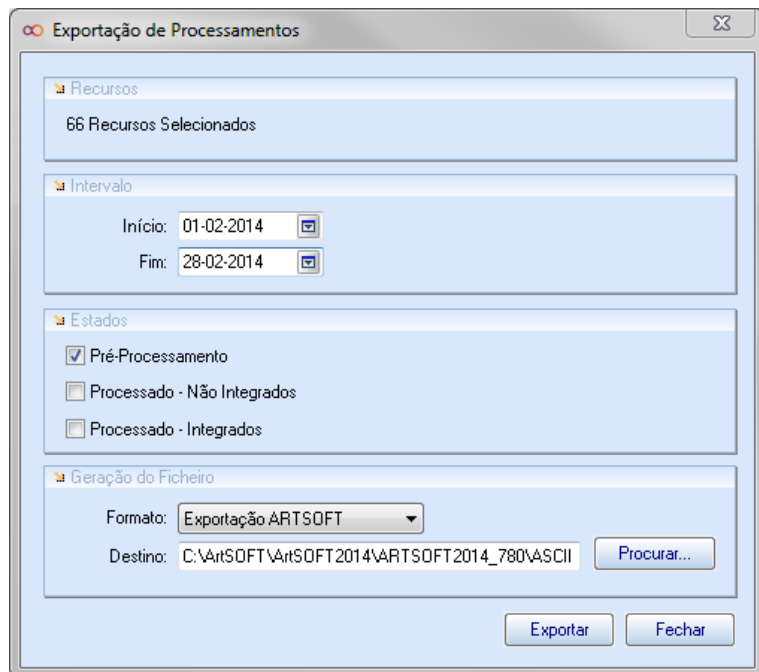 Exportação de Processamentos
Recursos
66 Recursos Selecionados
Intervalo
Início: 01-02-2014
Fim: 28-02-2014
Estados
Pré-Processamento
Processado - Não Integrados
Processado - Integrados
Geração do Ficheiro
Formato: Exportação ARTSOFT
Destino: C:\ArtSOFT\ArtSOFT2014\ARTSOFT2014_780\ASCII Procurar...
Exportar Fechar